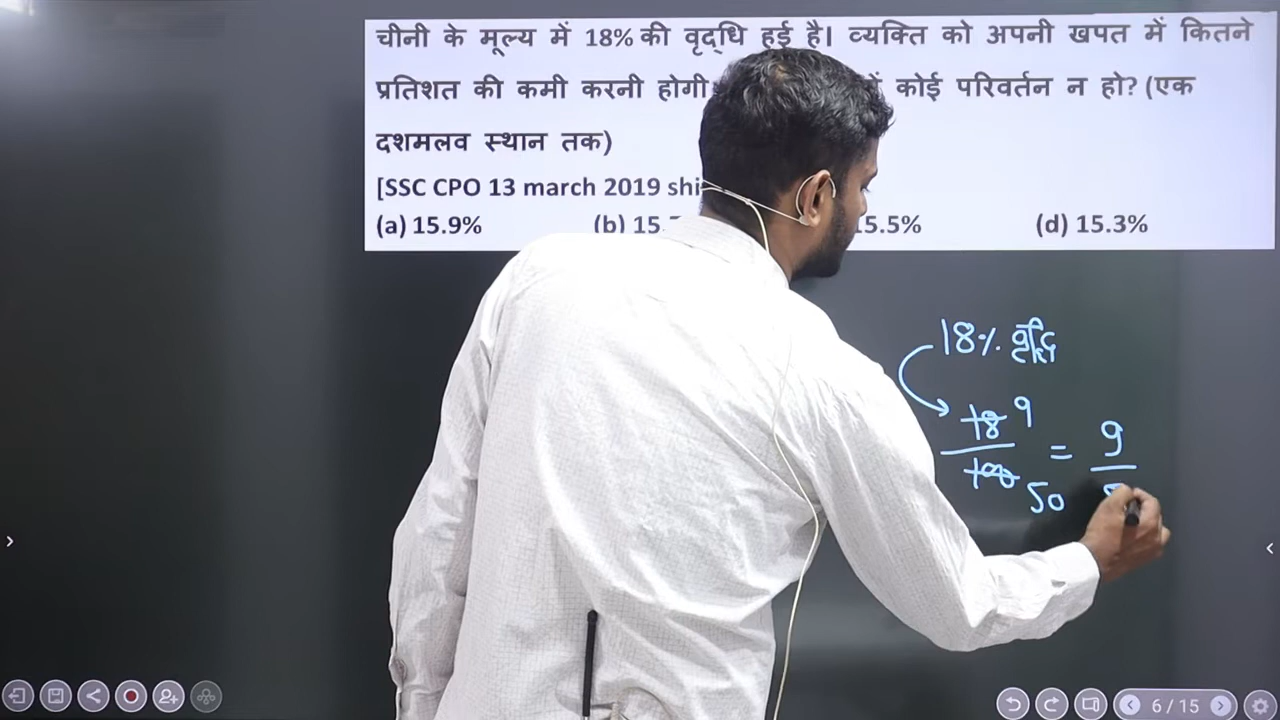 चीनी के मूल्य में 18% की वृद्धि हुई है। व्यक्ति को अपनी खपत में कितने
प्रतिशत की कमी करनी होगी कोई परिवर्तन न हो? (एक
दशमलव स्थान तक)
[SSC CPO 13 march 2019
(a) 15.9% (b) 15.5% (d) 15.3%
18% वृद्धि
18 9
= 9
100 50
6 / 15